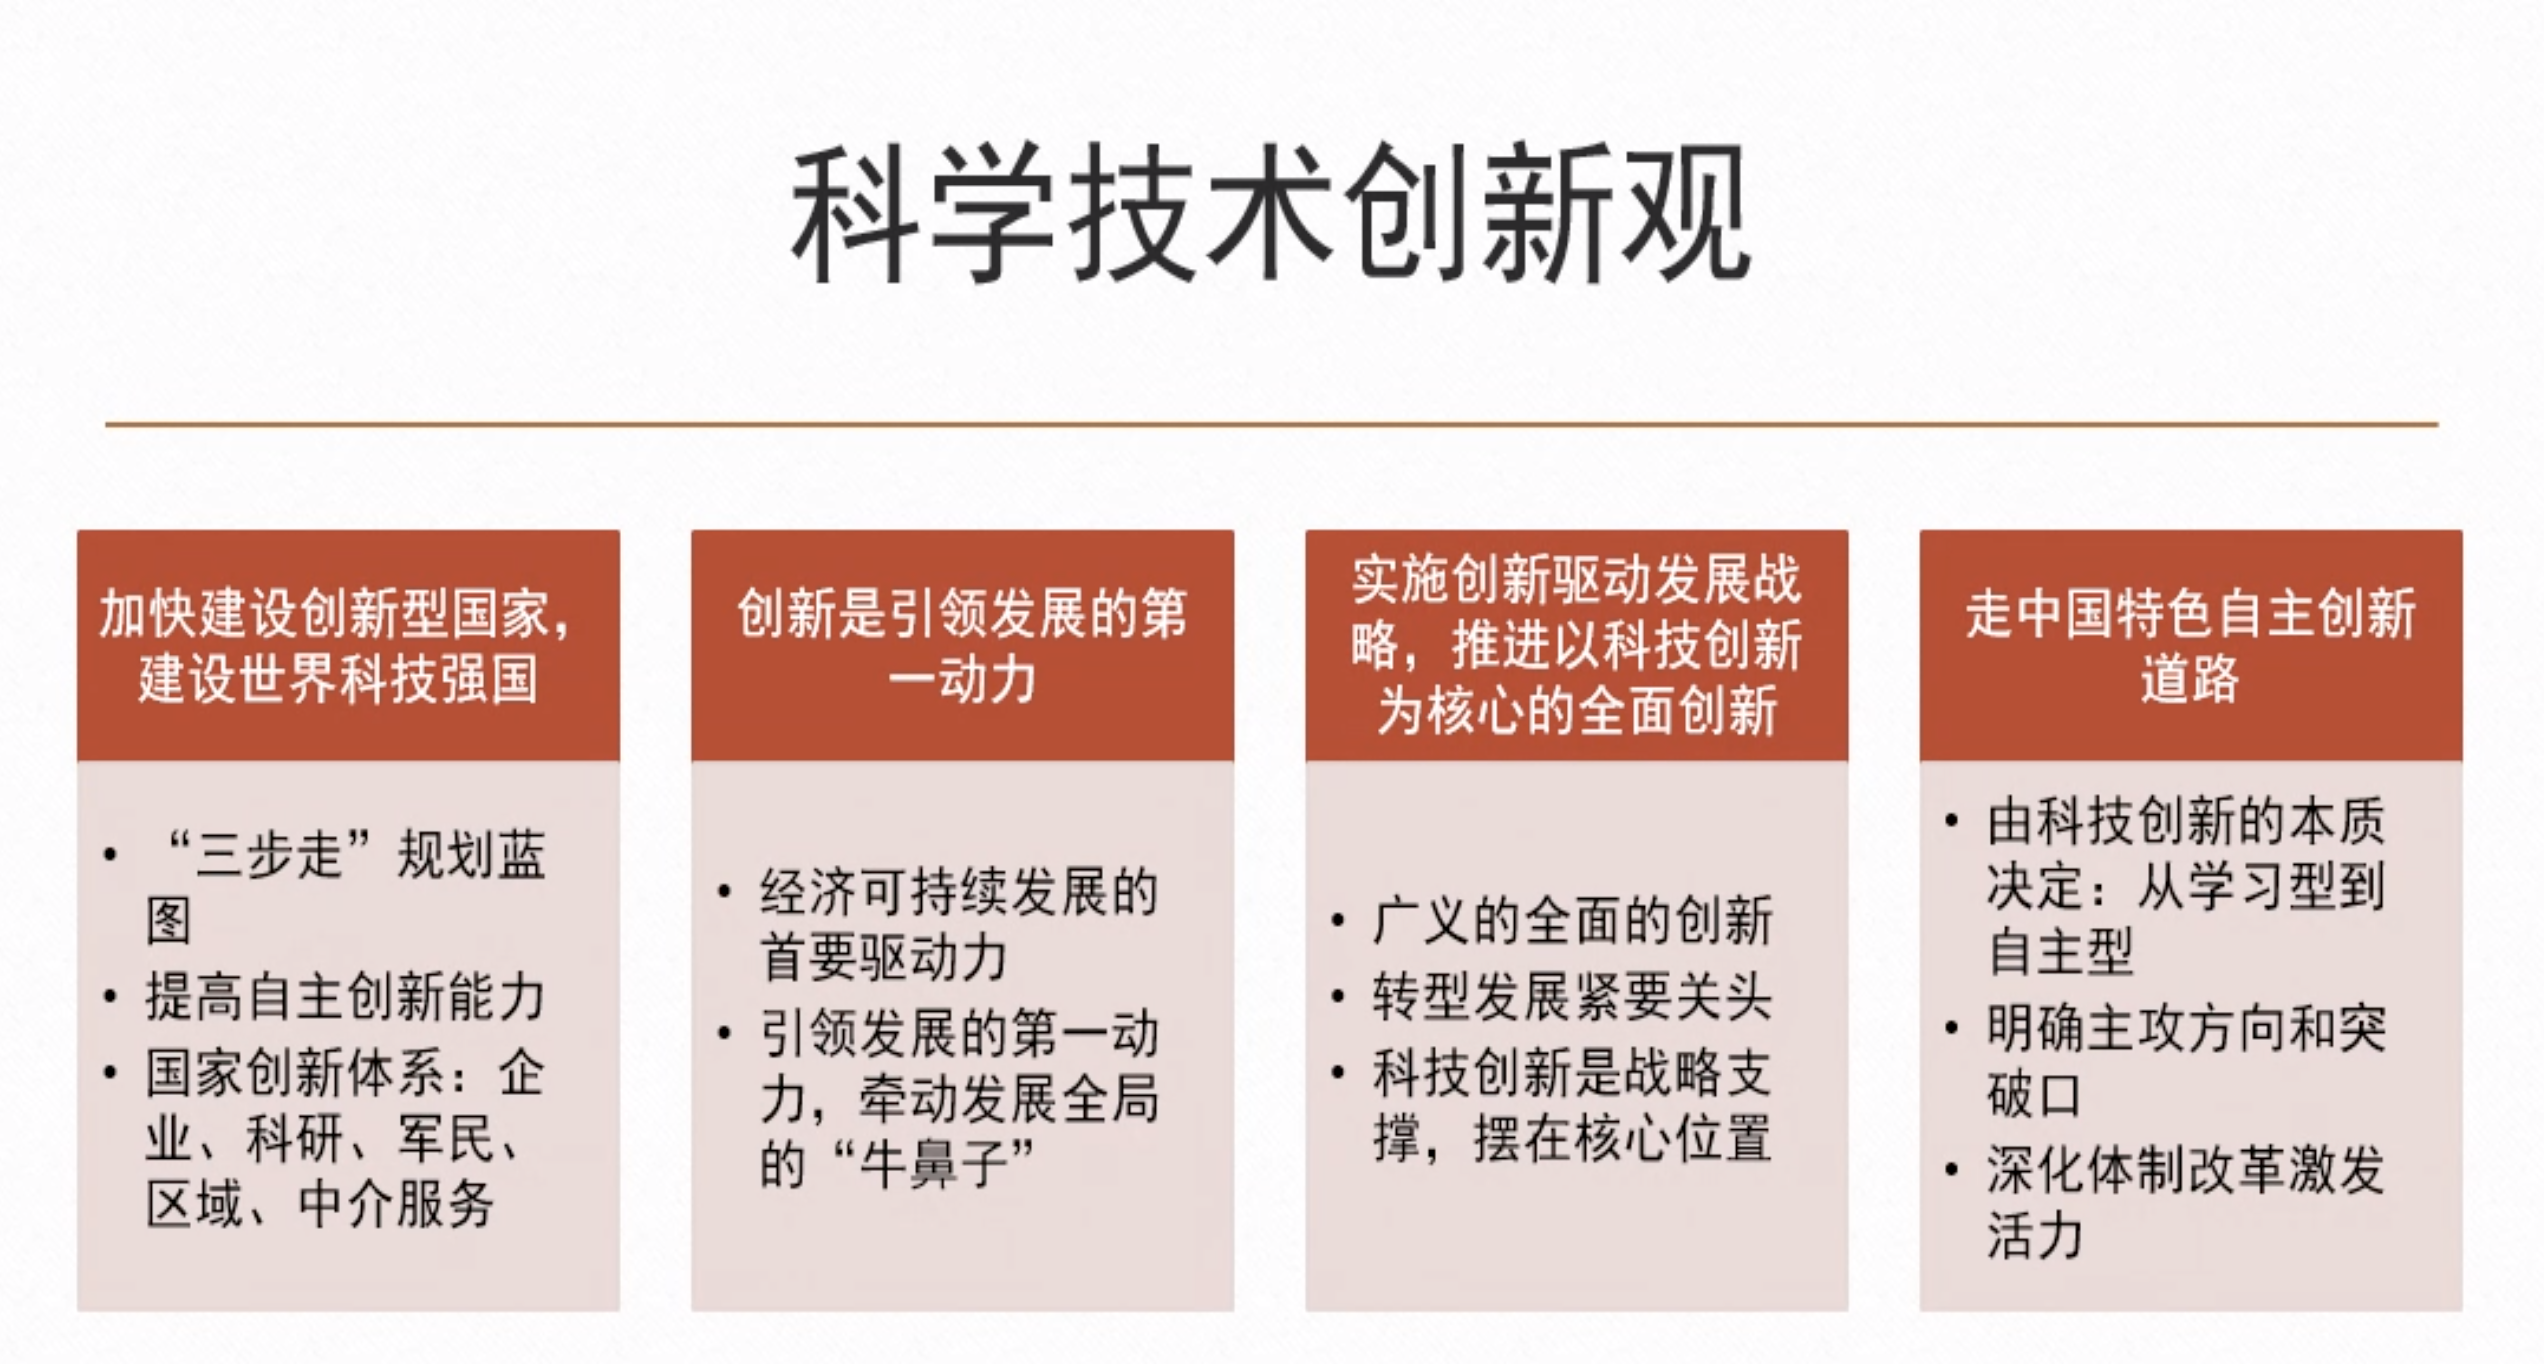 科学技术创新观
加快建设创新型国家，
建设世界科技强国
• “三步走”规划蓝
图
• 提高自主创新能力
• 国家创新体系：企
业、科研、军民、
区域、中介服务
创新是引领发展的第
一动力
• 经济可持续发展的
首要驱动力
• 引领发展的第一动
力，牵动发展全局
的“牛鼻子”
实施创新驱动发展战
略，推进以科技创新
为核心的全面创新
• 广义的全面的创新
• 转型发展紧要关头
• 科技创新是战略支
撑，摆在核心位置
走中国特色自主创新
道路
• 由科技创新的本质
决定：从学习型到
自主型
• 明确主攻方向和突
破口
• 深化体制改革激发
活力